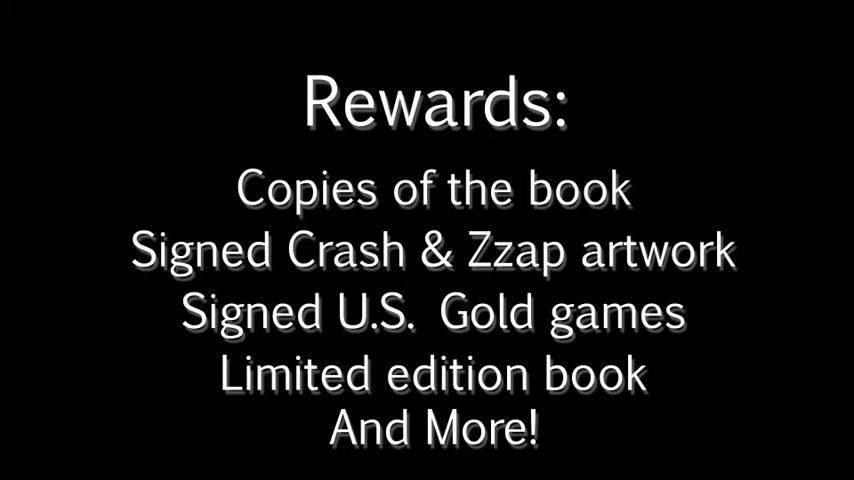 Rewards:
Copies of the book
Signed Crash & Zzap artwork
Signed U.S. Gold games
Limited edition book
And More!